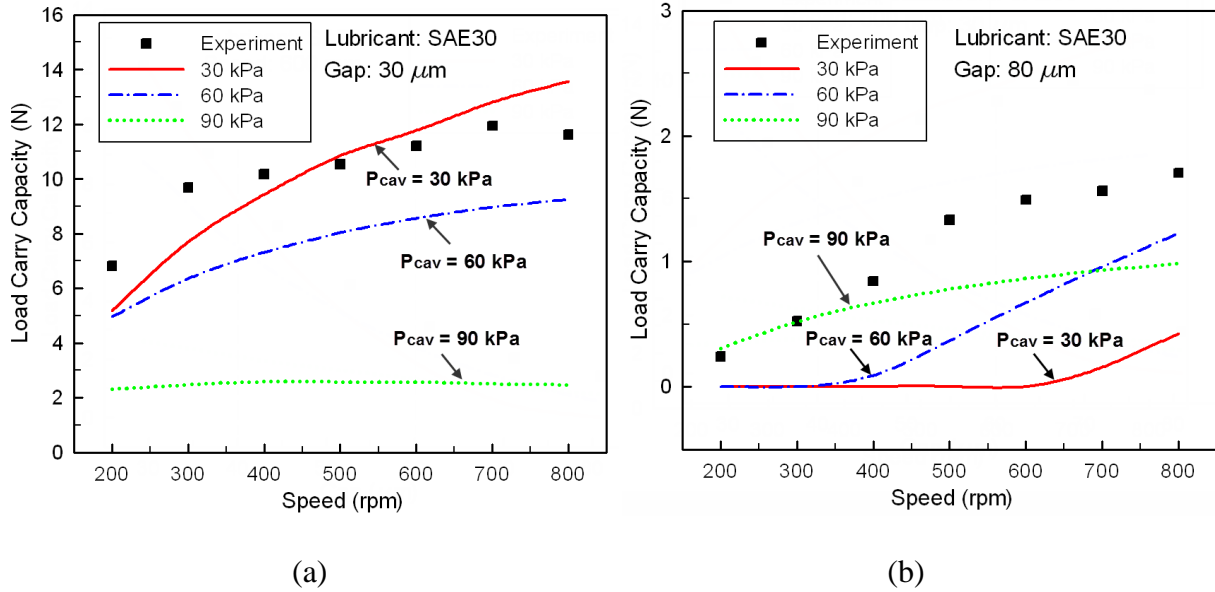 16
14
12
10
8
6
4
2
0
Load Carry Capacity (N)
Experiment
30 kPa
60 kPa
90 kPa
Lubricant: SAE30
Gap: 30 μm
Pcav = 30 kPa
Pcav = 60 kPa
Pcav = 90 kPa
200 300 400 500 600 700 800
Speed (rpm)
(a)
3
2
1
0
Load Carry Capacity (N)
Experiment
30 kPa
60 kPa
90 kPa
Lubricant: SAE30
Gap: 80 μm
Pcav = 90 kPa
Pcav = 60 kPa
Pcav = 30 kPa
200 300 400 500 600 700 800
Speed (rpm)
(b)